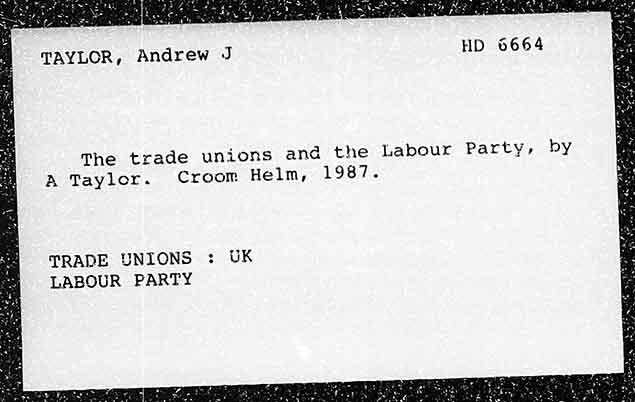 TAYLOR, Andrew J
HD 6664
The trade unions and the Labour Party, by
A Taylor. Croom Helm, 1987.
TRADE UNIONS : UK
LABOUR PARTY